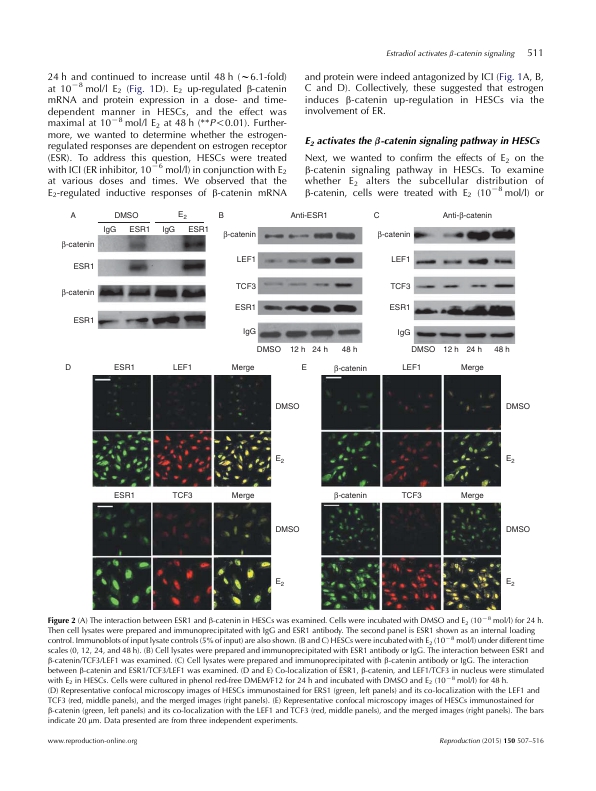 Estradiol activates β-catenin signaling 511
24 h and continued to increase until 48 h (~6.1-fold)
at 10−8 mol/l E2 (Fig. 1D). E2 up-regulated β-catenin
mRNA and protein expression in a dose- and time-
dependent manner in HESCs, and the effect was
maximal at 10−8 mol/l E2 at 48 h (**P<0.01). Further-
more, we wanted to determine whether the estrogen-
regulated responses are dependent on estrogen receptor
(ESR). To address this question, HESCs were treated
with ICI (ER inhibitor, 10−6 mol/l) in conjunction with E2
at various doses and times. We observed that the
E2-regulated inductive responses of β-catenin mRNA
and protein were indeed antagonized by ICI (Fig. 1A, B,
C and D). Collectively, these suggested that estrogen
induces β-catenin up-regulation in HESCs via the
involvement of ER.
E2 activates the β-catenin signaling pathway in HESCs
Next, we wanted to confirm the effects of E2 on the
β-catenin signaling pathway in HESCs. To examine
whether E2 alters the subcellular distribution of
β-catenin, cells were treated with E2 (10−8 mol/l) or
A DMSO E2
IgG ESR1 IgG ESR1
β-catenin
ESR1
β-catenin
ESR1
B Anti-ESR1
β-catenin
LEF1
TCF3
ESR1
IgG
DMSO 12 h 24 h 48 h
C Anti-β-catenin
β-catenin
LEF1
TCF3
ESR1
IgG
DMSO 12 h 24 h 48 h
D ESR1 LEF1 Merge
DMSO
E2
ESR1 TCF3 Merge
DMSO
E2
E β-catenin LEF1 Merge
DMSO
E2
β-catenin TCF3 Merge
DMSO
E2
Figure 2 (A) The interaction between ESR1 and β-catenin in HESCs was examined. Cells were incubated with DMSO and E2 (10−8 mol/l) for 24 h.
Then cell lysates were prepared and immunoprecipitated with IgG and ESR1 antibody. The second panel is ESR1 shown as an internal loading
control. Immunoblots of input lysate controls (5% of input) are also shown. (B and C) HESCs were incubated with E2 (10−8 mol/l) under different time
scales (0, 12, 24, and 48 h). (B) Cell lysates were prepared and immunoprecipitated with ESR1 antibody or IgG. The interaction between ESR1 and
β-catenin/TCF3/LEF1 was examined. (C) Cell lysates were prepared and immunoprecipitated with β-catenin antibody or IgG. The interaction
between β-catenin and ESR1/TCF3/LEF1 was examined. (D and E) Co-localization of ESR1, β-catenin, and LEF1/TCF3 in nucleus were stimulated
with E2 in HESCs. Cells were cultured in phenol red-free DMEM/F12 for 24 h and incubated with DMSO and E2 (10−8 mol/l) for 48 h.
(D) Representative confocal microscopy images of HESCs immunostained for ERS1 (green, left panels) and its co-localization with the LEF1 and
TCF3 (red, middle panels), and the merged images (right panels). (E) Representative confocal microscopy images of HESCs immunostained for
β-catenin (green, left panels) and its co-localization with the LEF1 and TCF3 (red, middle panels), and the merged images (right panels). The bars
indicate 20 μm. Data presented are from three independent experiments.
www.reproduction-online.org Reproduction (2015) 150 507–516